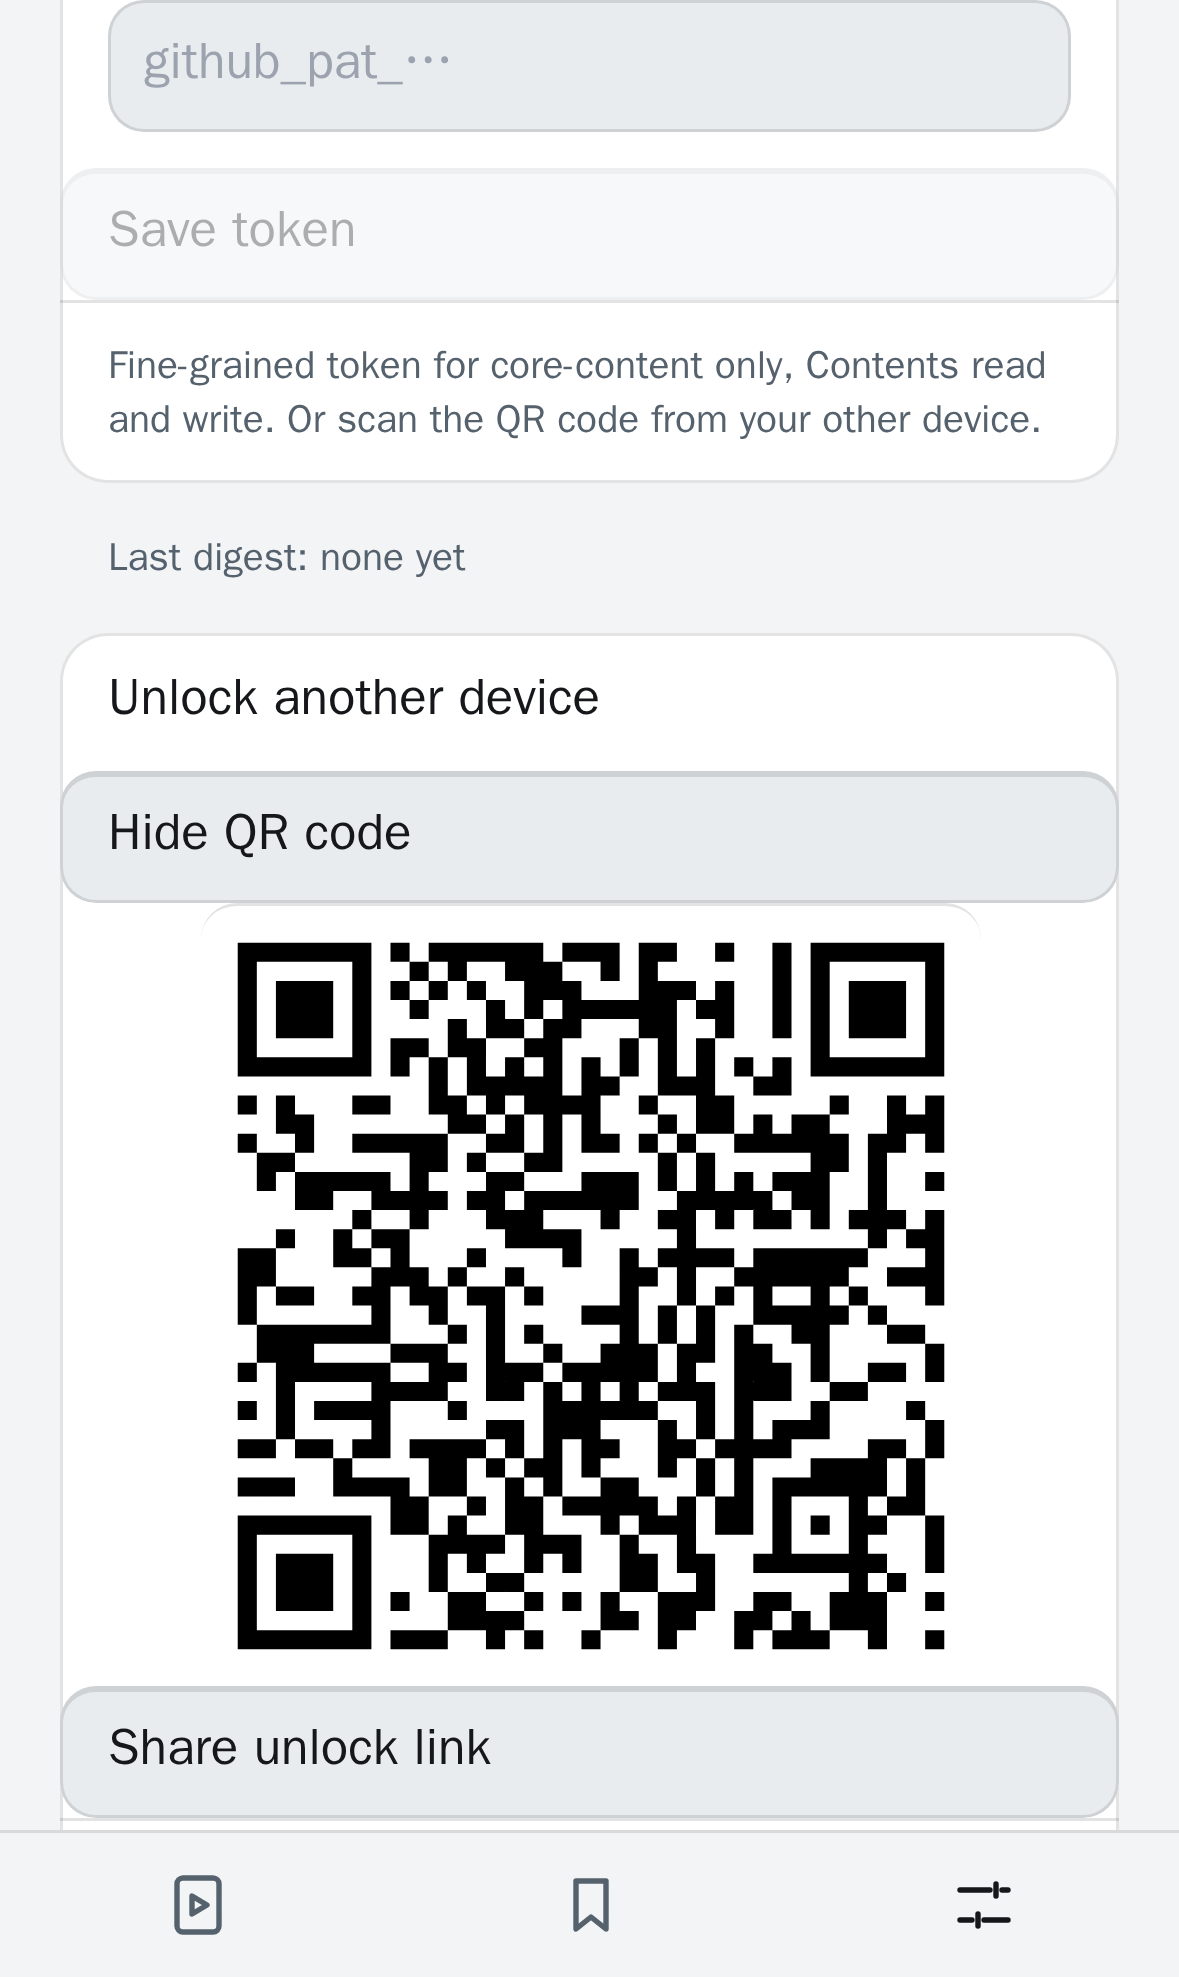 github_pat_···
Save token
Fine-grained token for core-content only, Contents read
and write. Or scan the QR code from your other device.
Last digest: none yet
Unlock another device
Hide QR code
Share unlock link